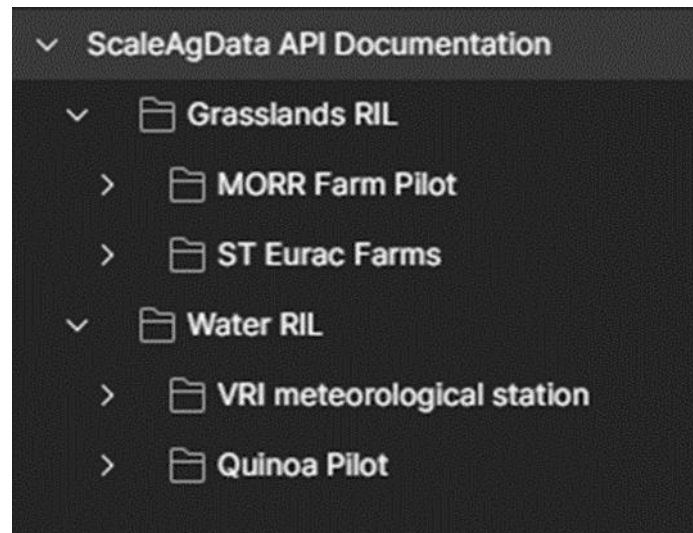 ScaleAgData API Documentation
Grasslands RIL
MORR Farm Pilot
ST Eurac Farms
Water RIL
VRI meteorological station
Quinoa Pilot